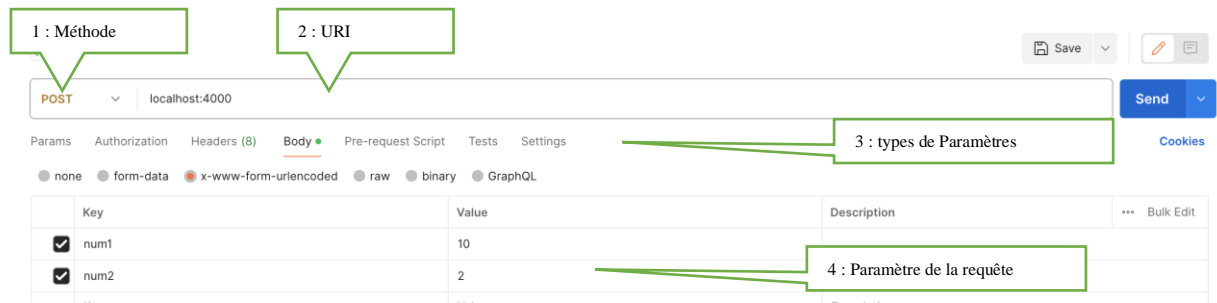 1 : Méthode
2 : URI
Save
POST
localhost:4000
Send
Params Authorization Headers (8) Body Pre-request Script Tests Settings
3 : types de Paramètres
Cookies
none form-data x-www-form-urlencoded raw binary GraphQL
Key Value Description ••• Bulk Edit
num1 10
num2 2
4 : Paramètre de la requête